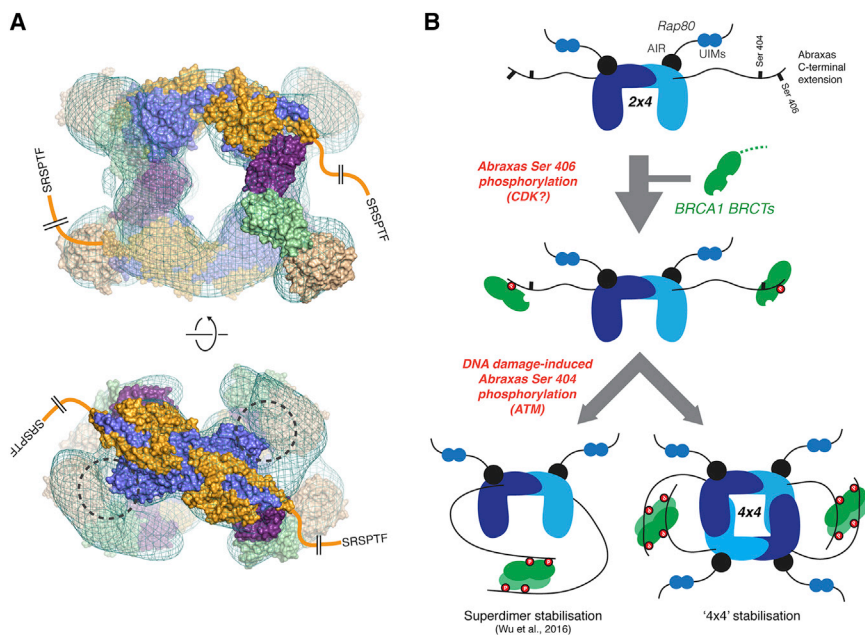 A
SRSPTF
SRSPTF
SRSPTF
SRSPTF
B
Rap80
AIR
UIMs
2x4
Ser 404
Ser 406
Abraxas
C-terminal
extension
Abraxas Ser 406
phosphorylation
(CDK?)
BRCA1 BRCTs
DNA damage-induced
Abraxas Ser 404
phosphorylation
(ATM)
4x4
Superdimer stabilisation
(Wu et al., 2016)
'4x4' stabilisation